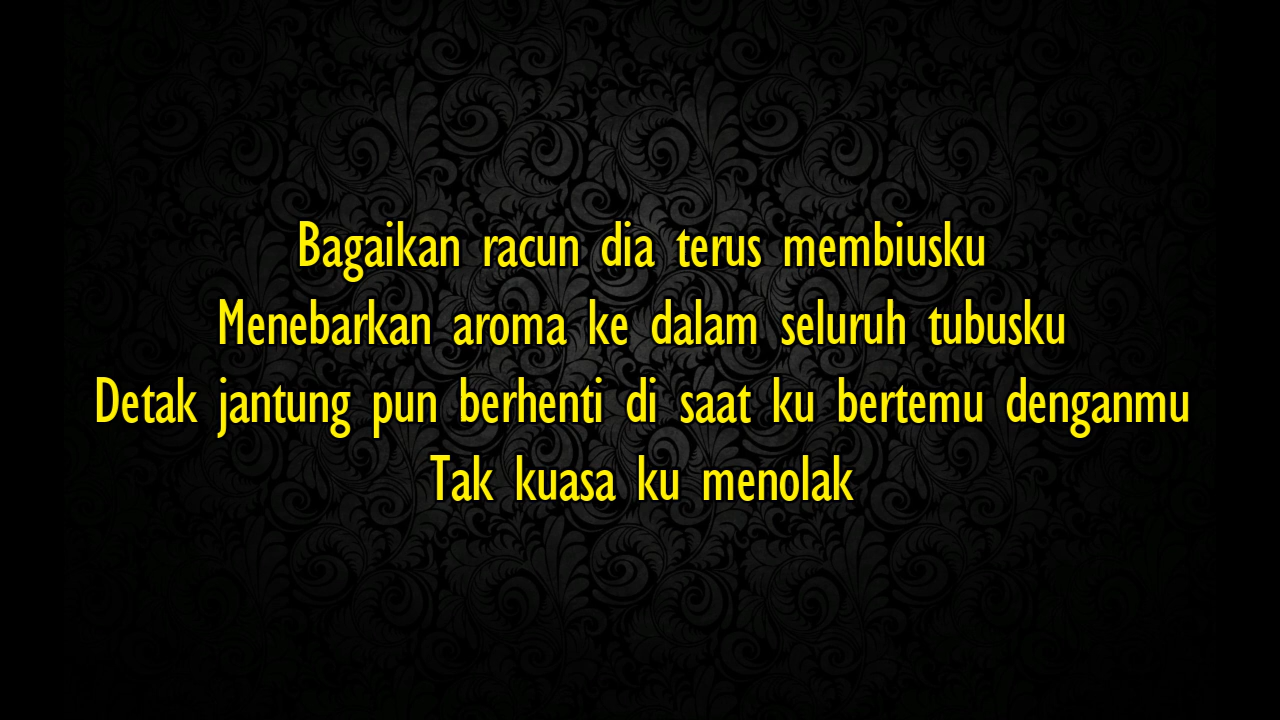 Bagaikan racun dia terus membiusku
Menebarkan aroma ke dalam seluruh tubusku
Detak jantung pun berhenti di saat ku bertemu denganmu
Tak kuasa ku menolak